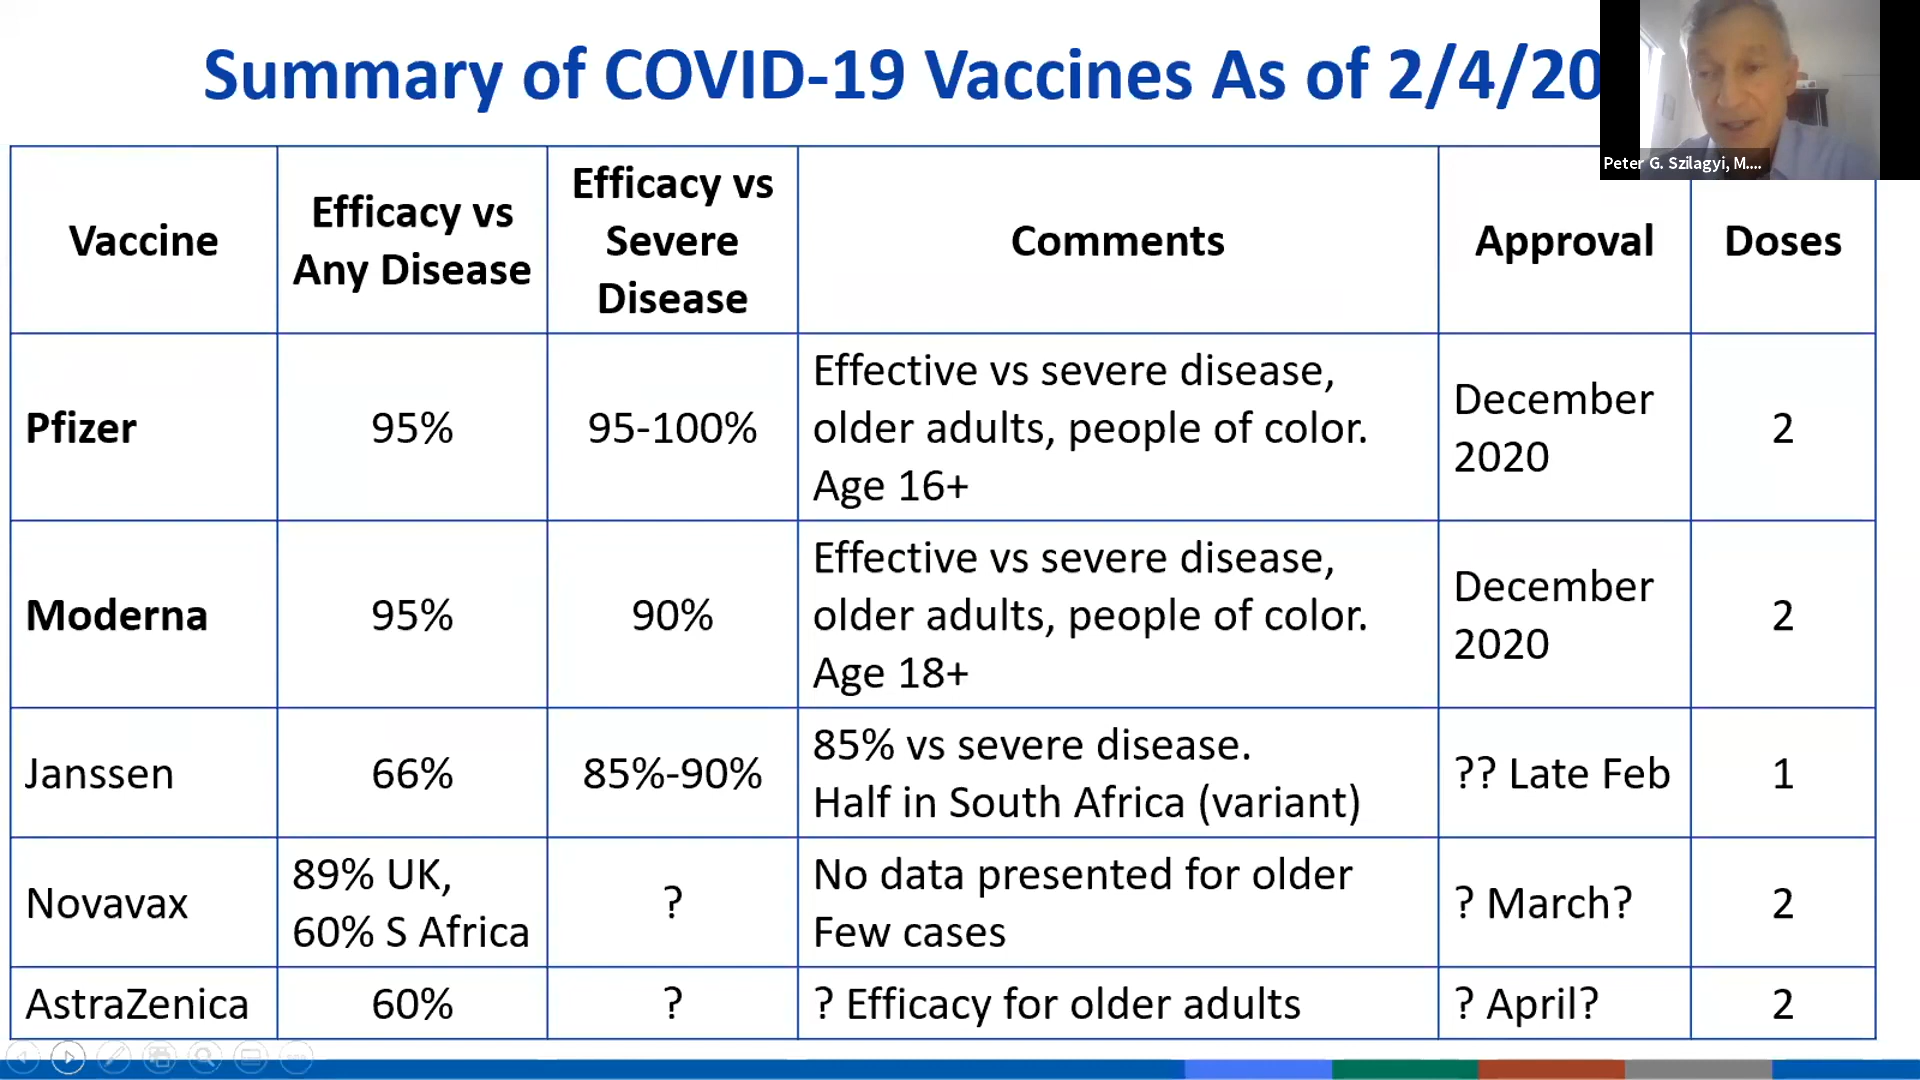 Summary of COVID-19 Vaccines As of 2/4/20
Peter G. Szilagyi, M....
Vaccine
Efficacy vs
Any Disease
Efficacy vs
Severe
Disease
Comments
Approval
Doses
Pfizer
95%
95-100%
Effective vs severe disease,
older adults, people of color.
Age 16+
December
2020
2
Moderna
95%
90%
Effective vs severe disease,
older adults, people of color.
Age 18+
December
2020
2
Janssen
66%
85%-90%
85% vs severe disease.
Half in South Africa (variant)
?? Late Feb
1
Novavax
89% UK,
60% S Africa
?
No data presented for older
Few cases
? March?
2
AstraZenica
60%
?
? Efficacy for older adults
? April?
2